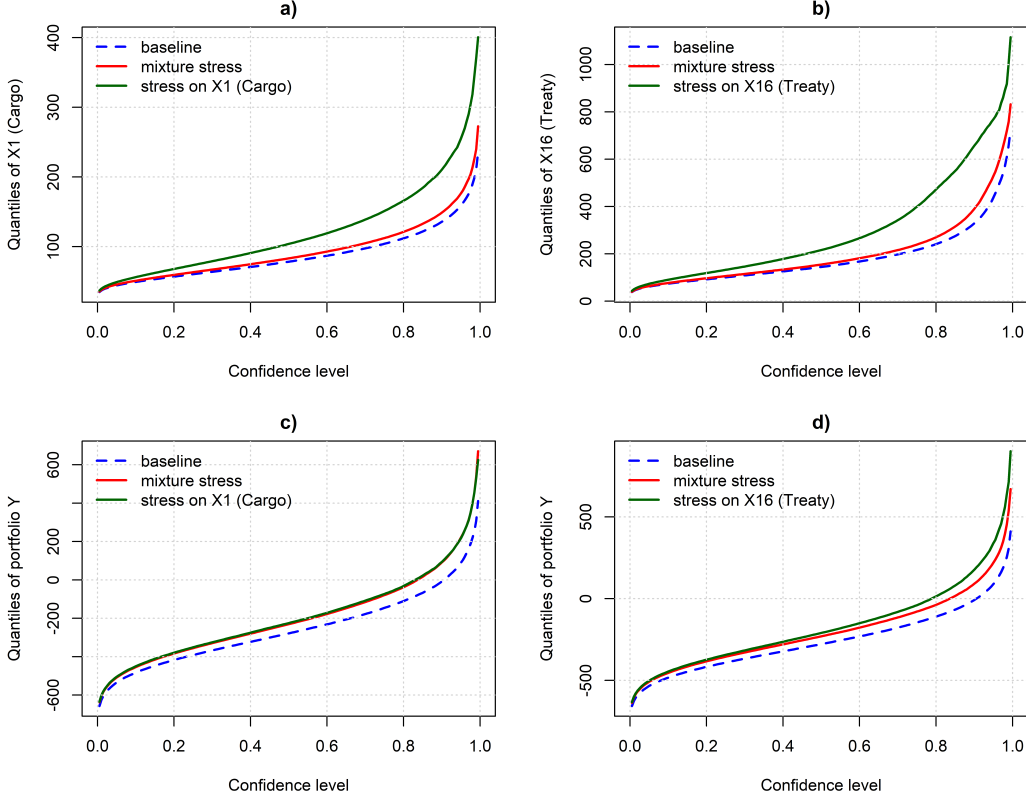 a)
Quantiles of X1 (Cargo)
400
300
200
100
baseline
mixture stress
stress on X1 (Cargo)
0.0 0.2 0.4 0.6 0.8 1.0
Confidence level
b)
Quantiles of X16 (Treaty)
1000
800
600
400
200
0
baseline
mixture stress
stress on X16 (Treaty)
0.0 0.2 0.4 0.6 0.8 1.0
Confidence level
c)
Quantiles of portfolio Y
600
200
0
-200
-600
baseline
mixture stress
stress on X1 (Cargo)
0.0 0.2 0.4 0.6 0.8 1.0
Confidence level
d)
Quantiles of portfolio Y
500
0
-500
baseline
mixture stress
stress on X16 (Treaty)
0.0 0.2 0.4 0.6 0.8 1.0
Confidence level